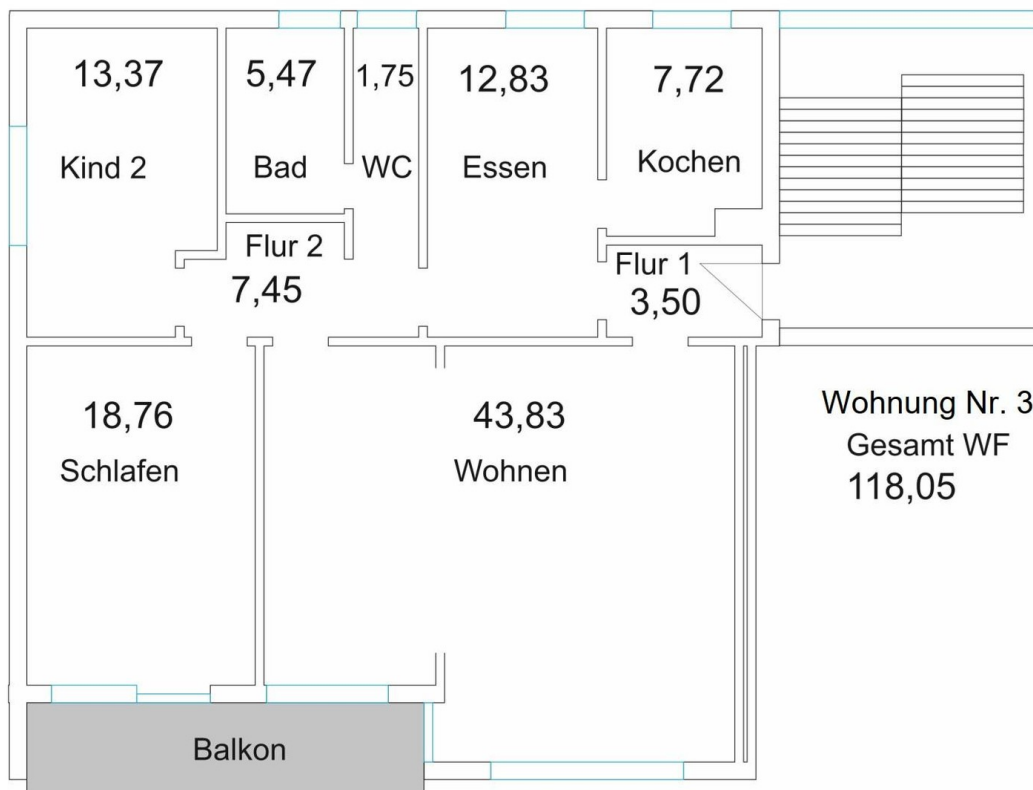 13,37
Kind 2
5,47
Bad
1,75
WC
12,83
Essen
7,72
Kochen
Flur 2
7,45
Flur 1
3,50
18,76
Schlafen
43,83
Wohnen
Wohnung Nr. 3
Gesamt WF
118,05
Balkon